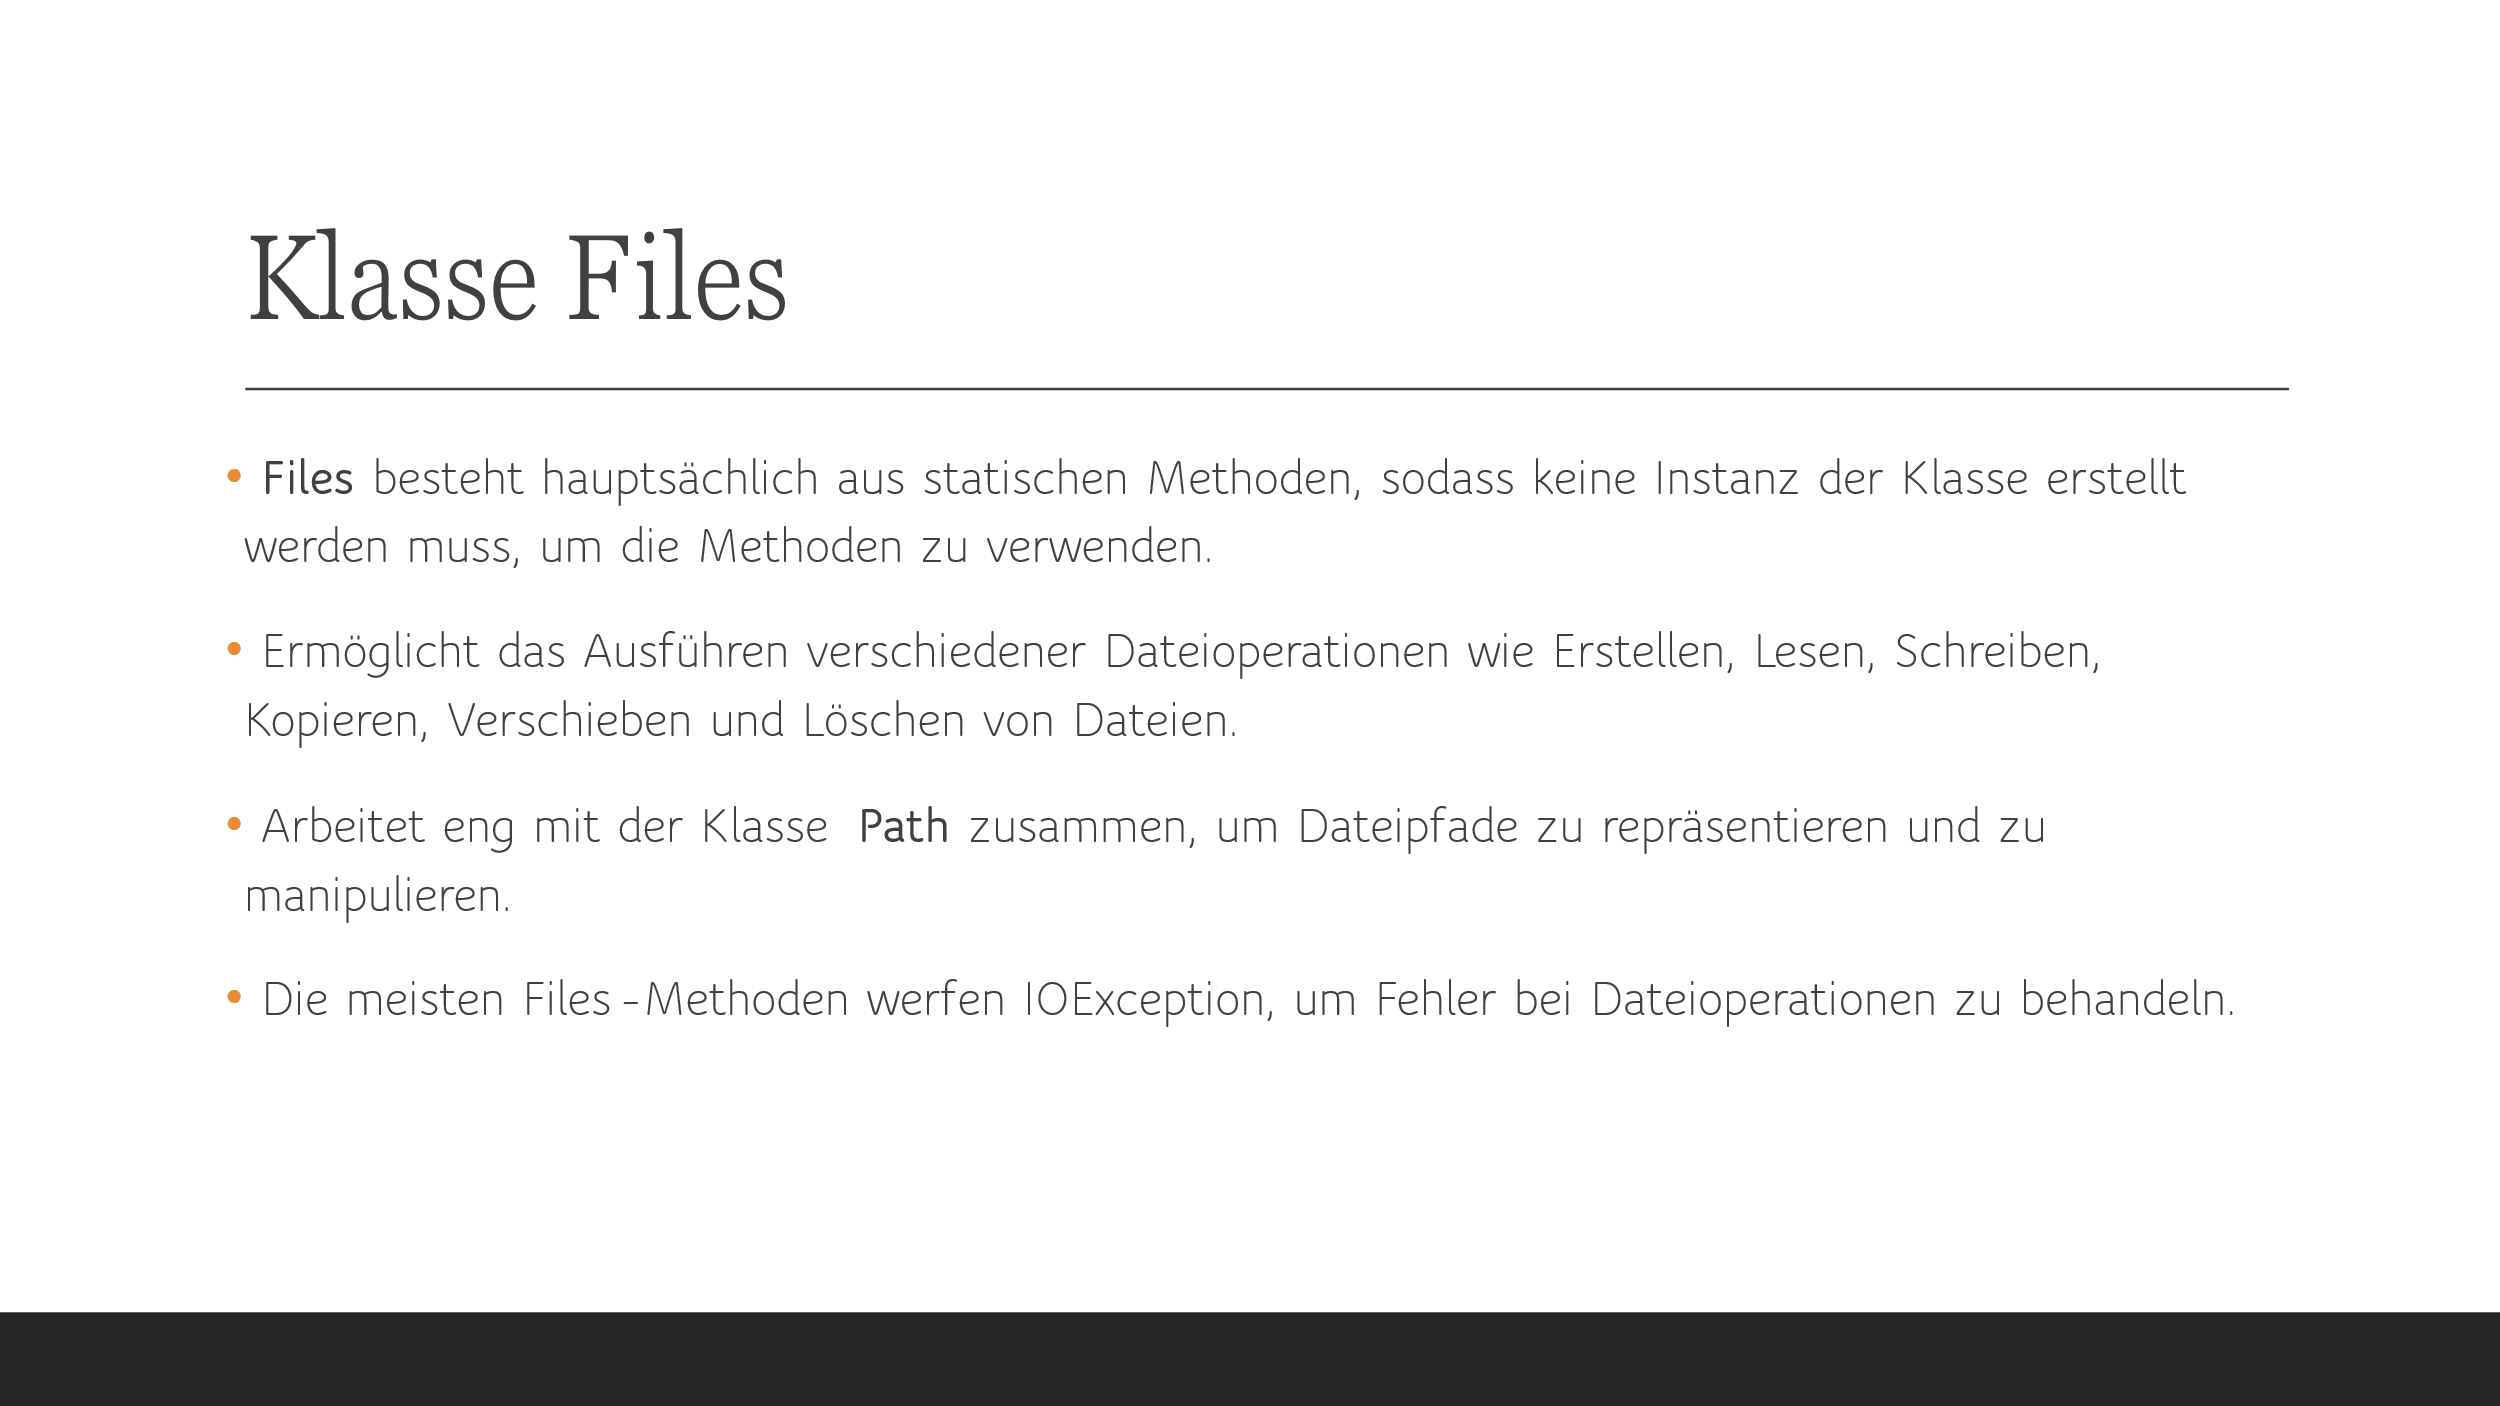 Klasse Files
• Files besteht hauptsächlich aus statischen Methoden, sodass keine Instanz der Klasse erstellt
werden muss, um die Methoden zu verwenden.
• Ermöglicht das Ausführen verschiedener Dateioperationen wie Erstellen, Lesen, Schreiben,
Kopieren, Verschieben und Löschen von Dateien.
• Arbeitet eng mit der Klasse Path zusammen, um Dateipfade zu repräsentieren und zu
manipulieren.
• Die meisten Files-Methoden werfen IOException, um Fehler bei Dateioperationen zu behandeln.